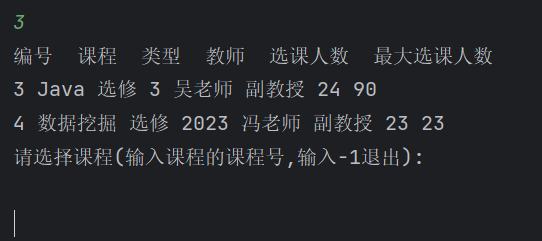 3
编号  课程  类型  教师  选课人数  最大选课人数
3 Java 选修 3 吴老师 副教授 24 90
4 数据挖掘 选修 2023 冯老师 副教授 23 23
请选择课程(输入课程的课程号,输入-1退出):